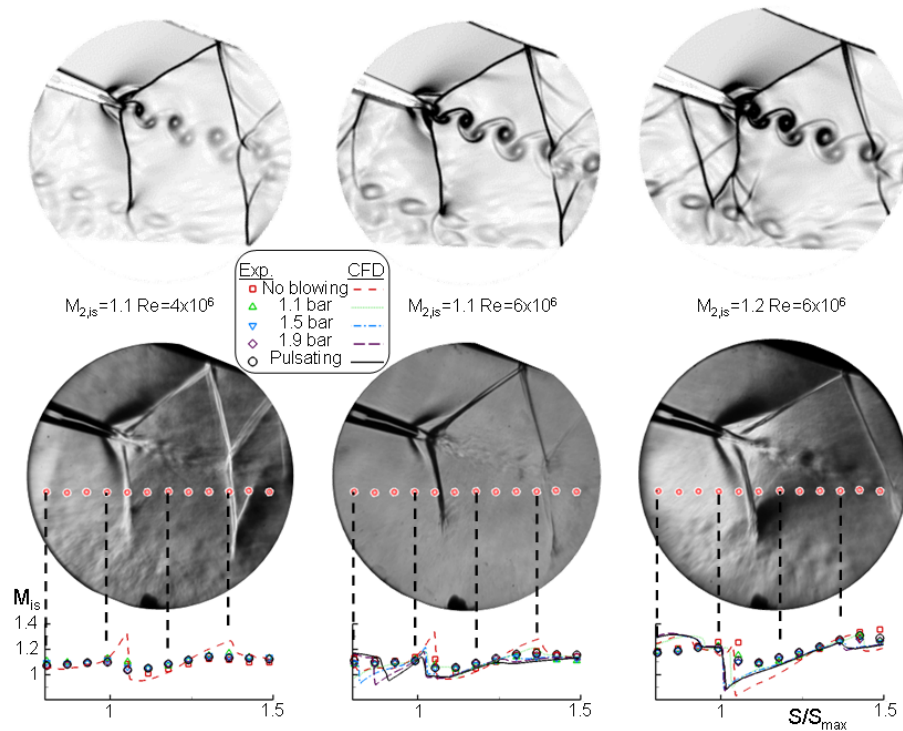 Exp. CFD
No blowing
1.1 bar
1.5 bar
1.9 bar
Pulsating
M2,is=1.1 Re=4x10⁶
M2,is=1.1 Re=6x10⁶
M2,is=1.2 Re=6x10⁶
Mis
1.4
1.2
1
1 1.5
1 1.5
1 S/Smax 1.5